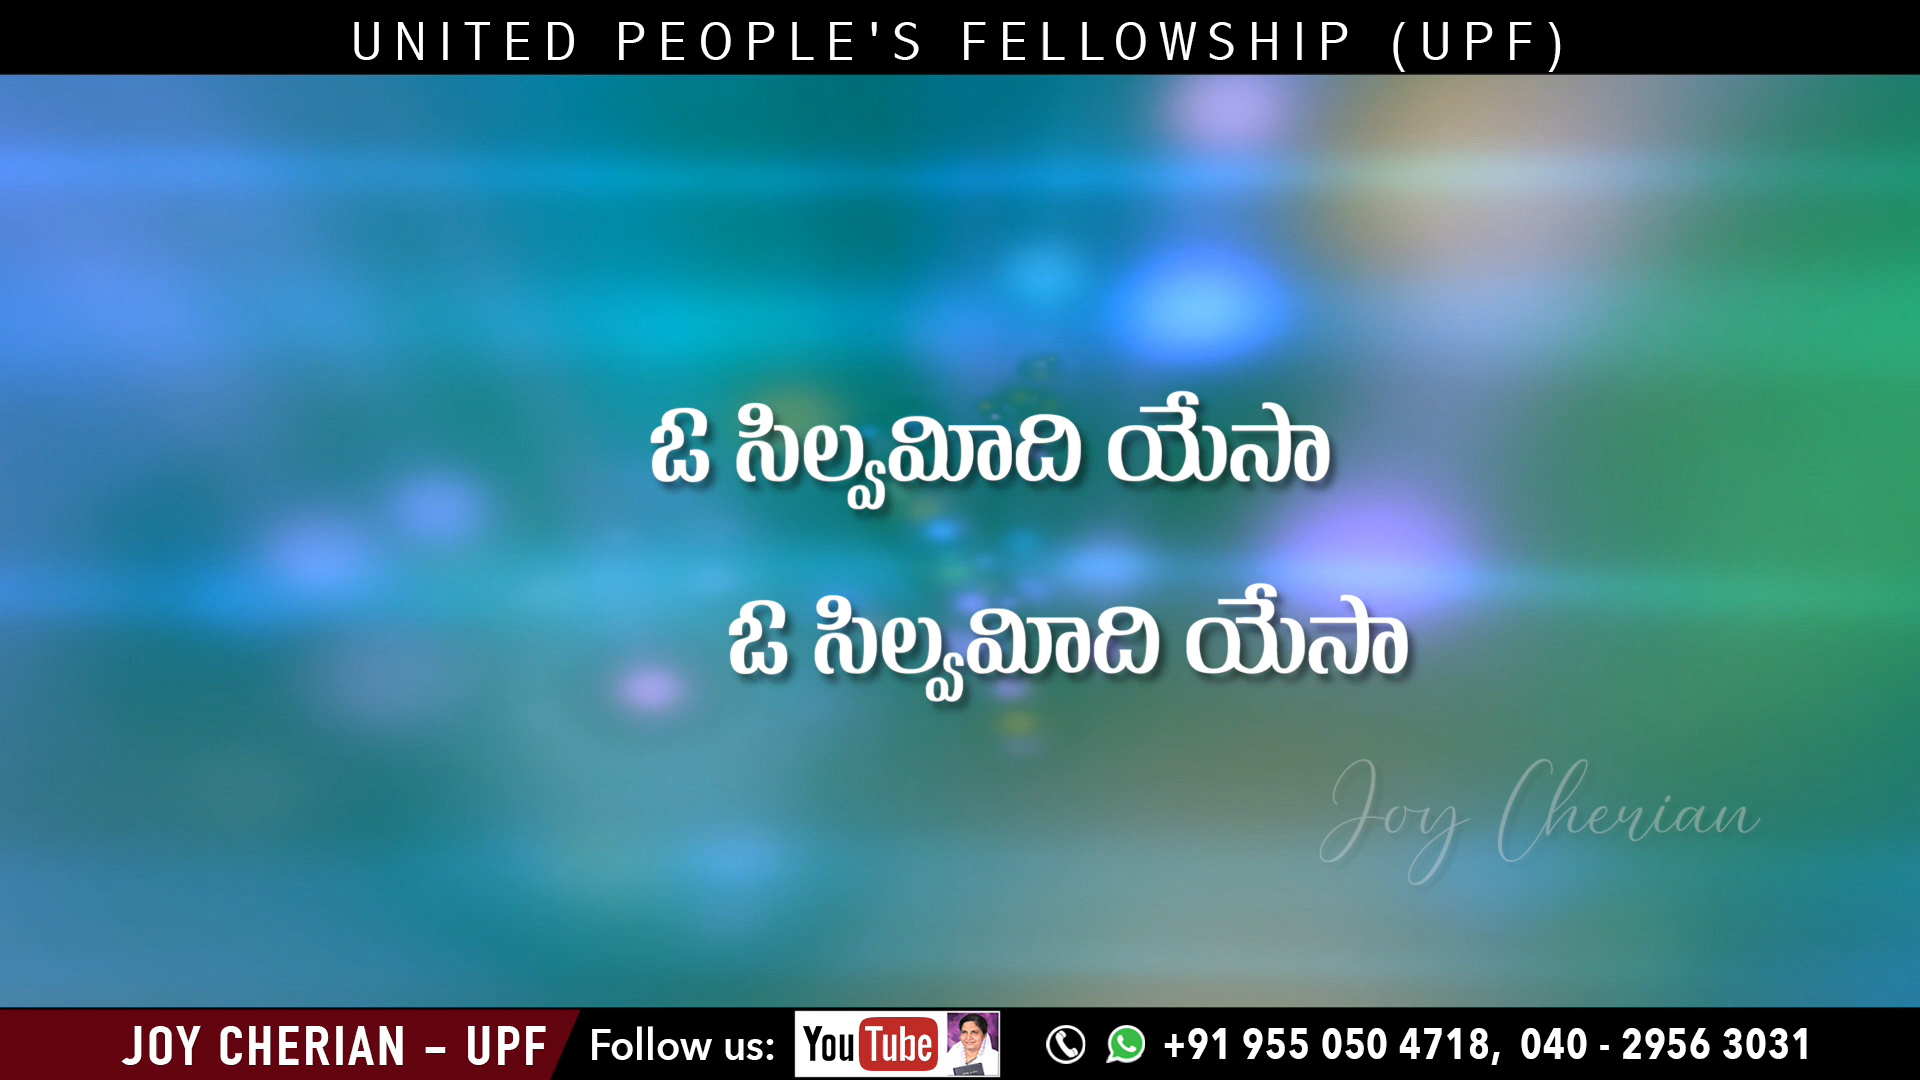 UNITED PEOPLE'S FELLOWSHIP (UPF)
ఓ సిల్వమీది యేసా
ఓ సిల్వమీది యేసా
Joy Cherian
JOY CHERIAN – UPF Follow us: YouTube +91 955 050 4718, 040 - 2956 3031